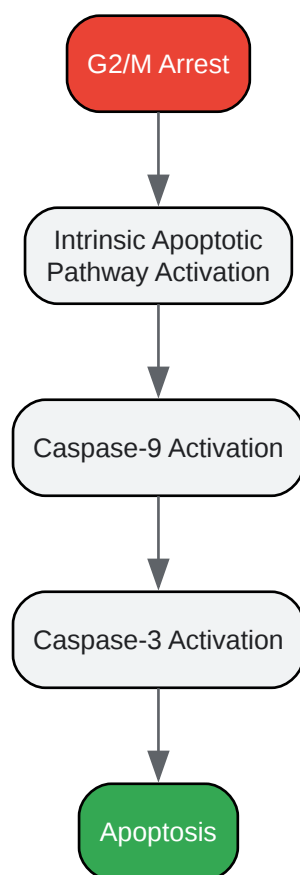 G2/M Arrest
Intrinsic Apoptotic
Pathway Activation
Caspase-9 Activation
Caspase-3 Activation
Apoptosis